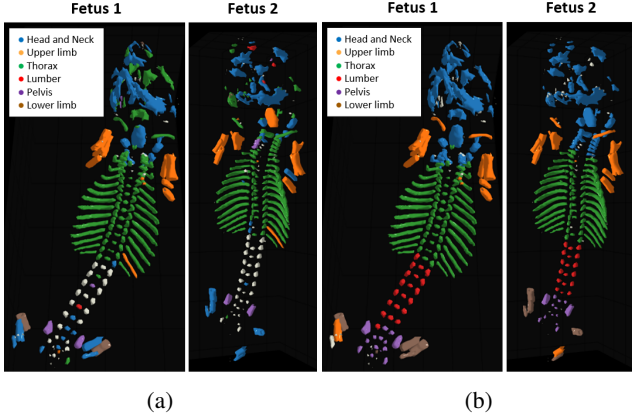 Fetus 1
Fetus 2
Head and Neck
Upper limb
Thorax
Lumber
Pelvis
Lower limb
Fetus 1
Fetus 2
Head and Neck
Upper limb
Thorax
Lumber
Pelvis
Lower limb
(a)
(b)